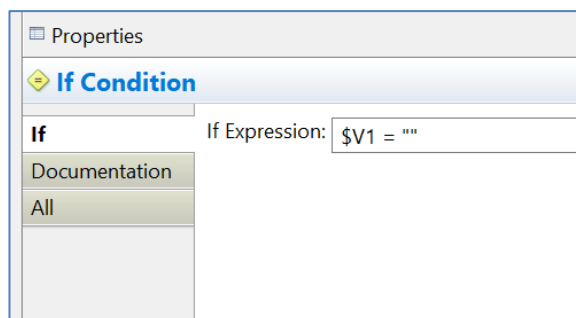 Properties
If Condition
If
If Expression: $V1 = ""
Documentation
All